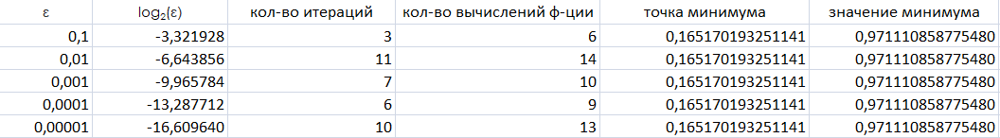 ε log₂(ε) кол-во итераций кол-во вычислений ф-ции точка минимума значение минимума
0,1 -3,321928 3 6 0,165170193251141 0,971110858775480
0,01 -6,643856 11 14 0,165170193251141 0,971110858775480
0,001 -9,965784 7 10 0,165170193251141 0,971110858775480
0,0001 -13,287712 6 9 0,165170193251141 0,971110858775480
0,00001 -16,609640 10 13 0,165170193251141 0,971110858775480